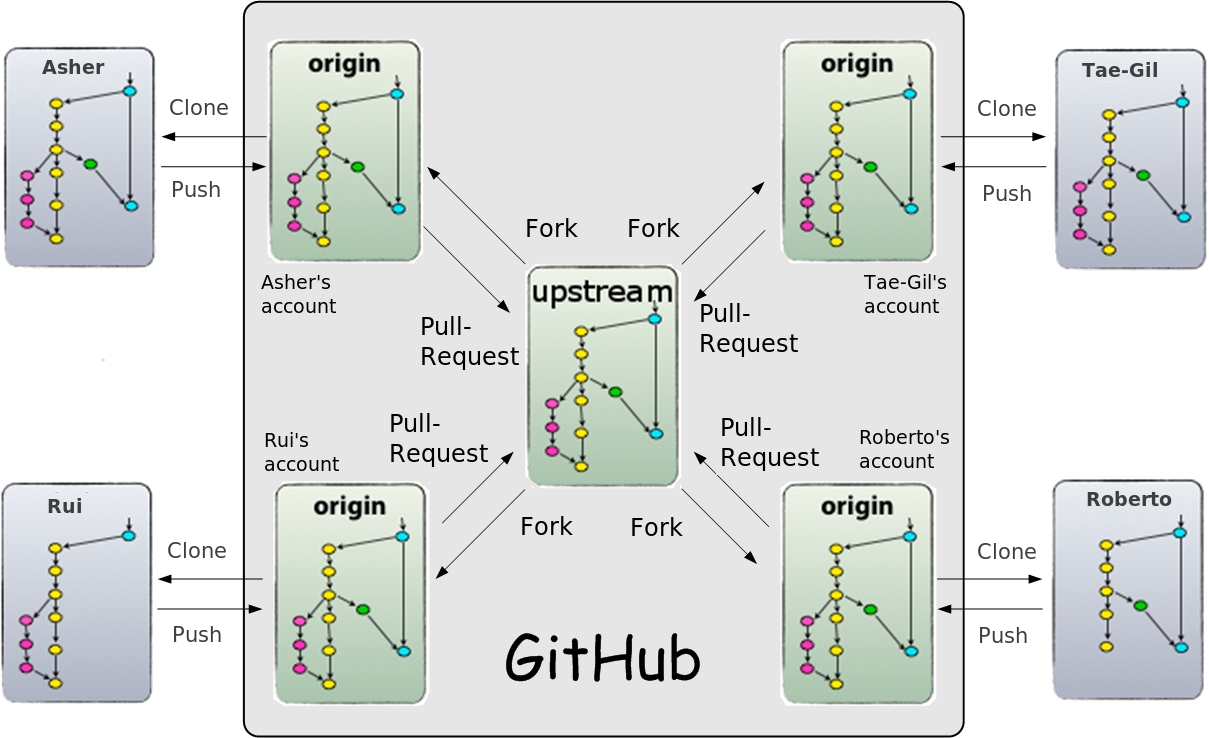 Asher
Clone
Push
origin
Asher's
account
origin
Tae-Gil's
account
Tae-Gil
Clone
Push
Fork
Fork
upstream
Pull-
Request
Pull-
Request
Pull-
Request
Pull-
Request
Rui's
account
Roberto's
account
Rui
Clone
Push
origin
Fork
Fork
origin
Roberto
Clone
Push
GitHub